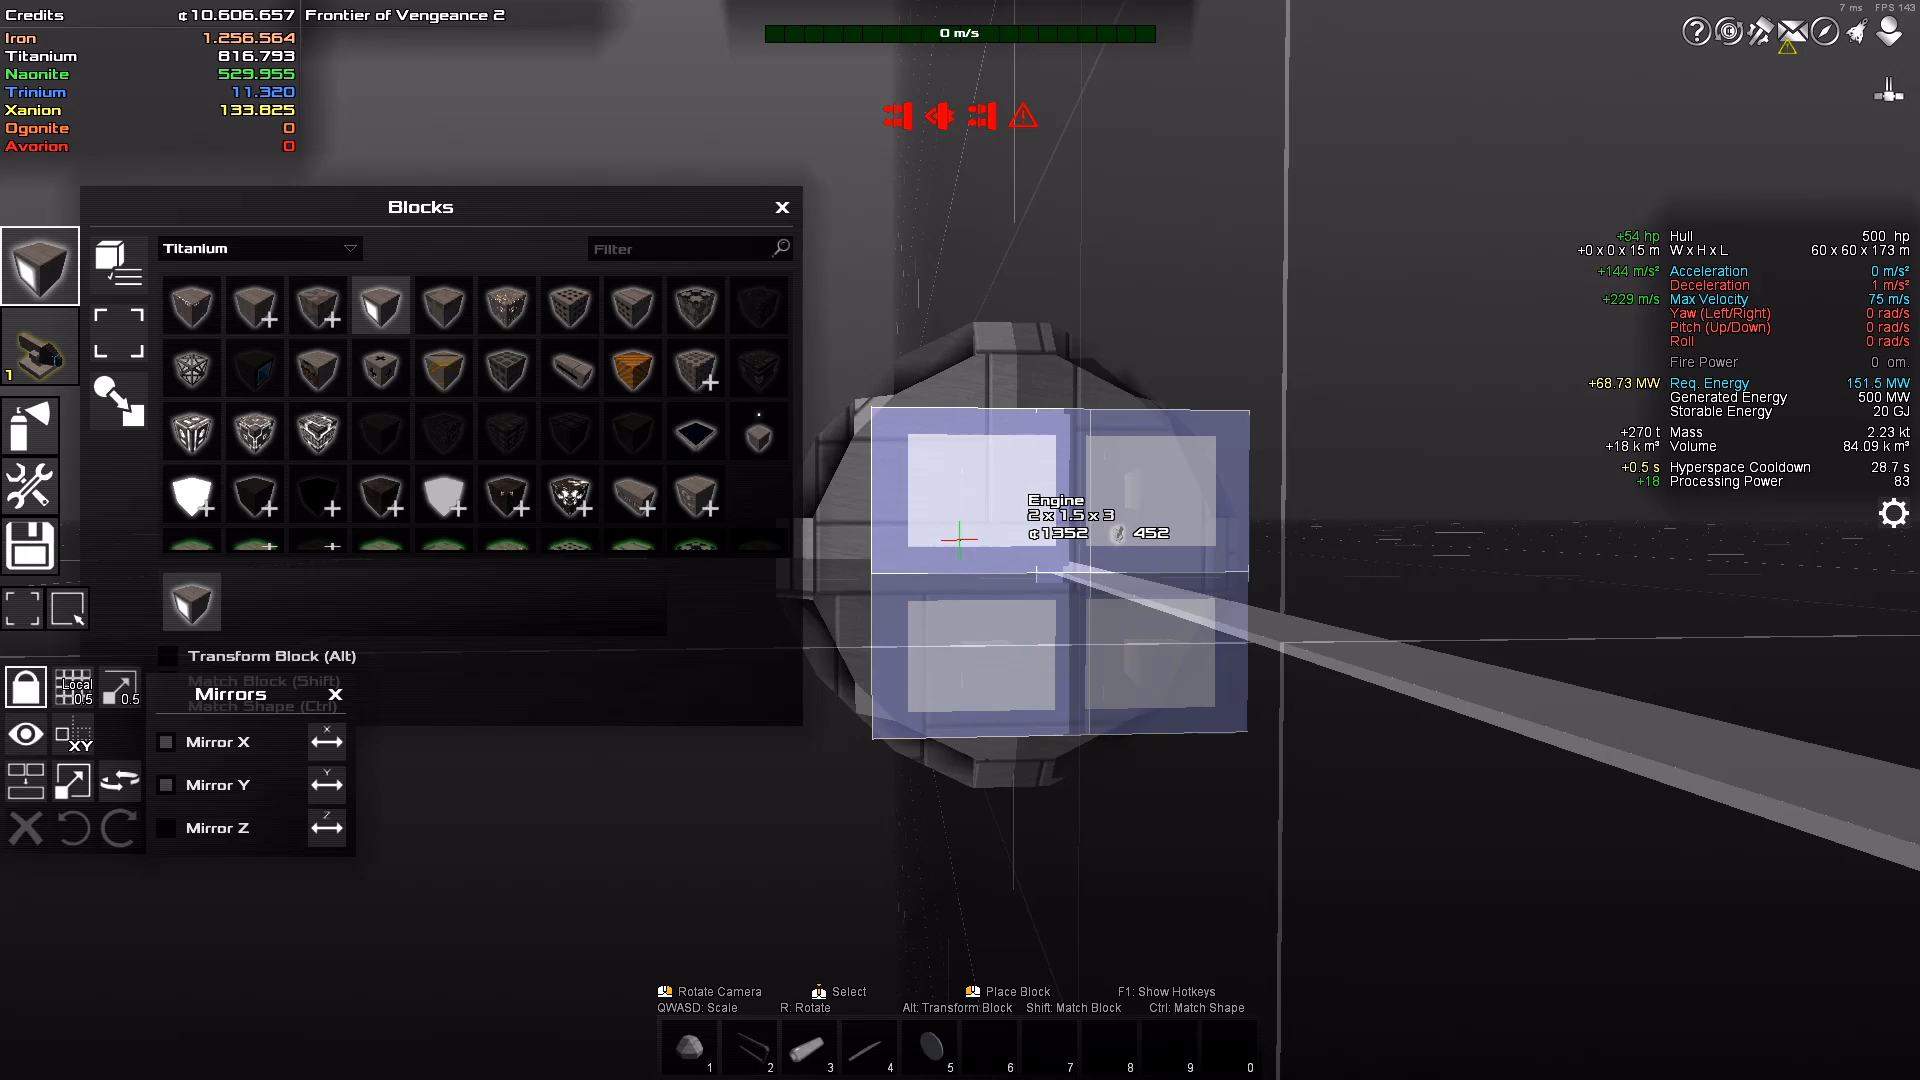 7 ms FPS 143
Credits ¢10.606.657 Frontier of Vengeance 2
Iron 1.256.564
Titanium 816.793
Naonite 529.955
Trinium 11.320
Xanion 133.825
Ogonite 0
Avorion 0
0 m/s
Blocks X
Titanium
Filter
1
Engine
2 x 1.5 x 3
¢1352 452
Transform Block (Alt)
Match Block (Shift)
Match Shape (Ctrl)
Local
0.5
0.5
XY
Mirrors X
Mirror X X
Mirror Y Y
Mirror Z Z
+54 hp Hull 500 hp
+0 x 0 x 15 m W x H x L 60 x 60 x 173 m
+144 m/s² Acceleration 0 m/s²
Deceleration 1 m/s²
+229 m/s Max Velocity 75 m/s
Yaw (Left/Right) 0 rad/s
Pitch (Up/Down) 0 rad/s
Roll 0 rad/s
Fire Power 0 om.
+68.73 MW Req. Energy 151.5 MW
Generated Energy 500 MW
Storable Energy 20 GJ
+270 t Mass 2.23 kt
+18 k m³ Volume 84.09 k m³
+0.5 s Hyperspace Cooldown 28.7 s
+18 Processing Power 83
Rotate Camera Select Place Block F1: Show Hotkeys
QWASD: Scale R: Rotate Alt: Transform Block Shift: Match Block Ctrl: Match Shape
1 2 3 4 5 6 7 8 9 0